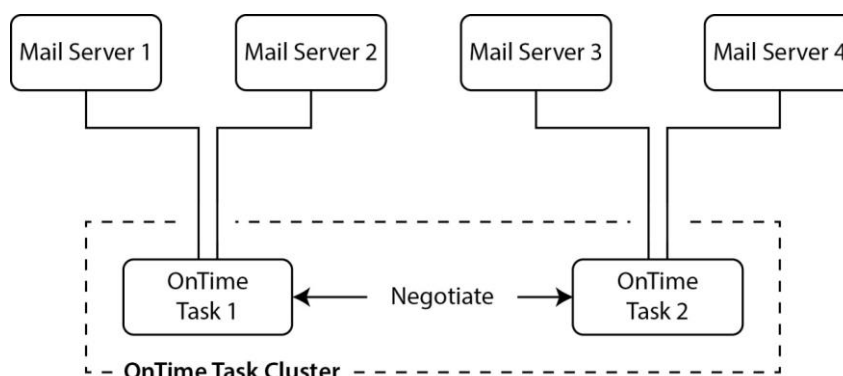 Mail Server 1
Mail Server 2
Mail Server 3
Mail Server 4
OnTime
Task 1
Negotiate
OnTime
Task 2
OnTime Task Cluster